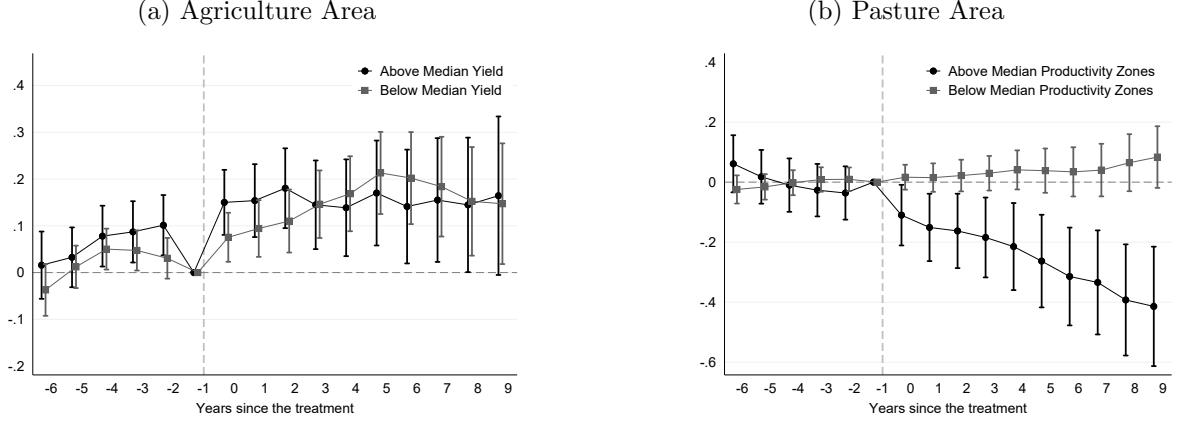 (a) Agriculture Area
.4
.3
.2
.1
0
-.1
-.2
Above Median Yield
Below Median Yield
-6 -5 -4 -3 -2 -1 0 1 2 3 4 5 6 7 8 9
Years since the treatment
(b) Pasture Area
.4
.2
0
-.2
-.4
-.6
Above Median Productivity Zones
Below Median Productivity Zones
-6 -5 -4 -3 -2 -1 0 1 2 3 4 5 6 7 8 9
Years since the treatment